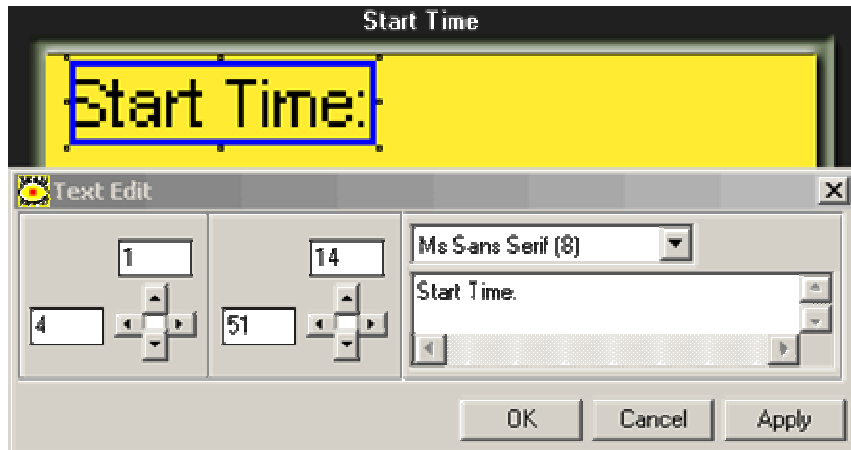 Start Time
Start Time:
Text Edit
1
14
Ms Sans Serif (8)
4
51
Start Time:
OK Cancel Apply